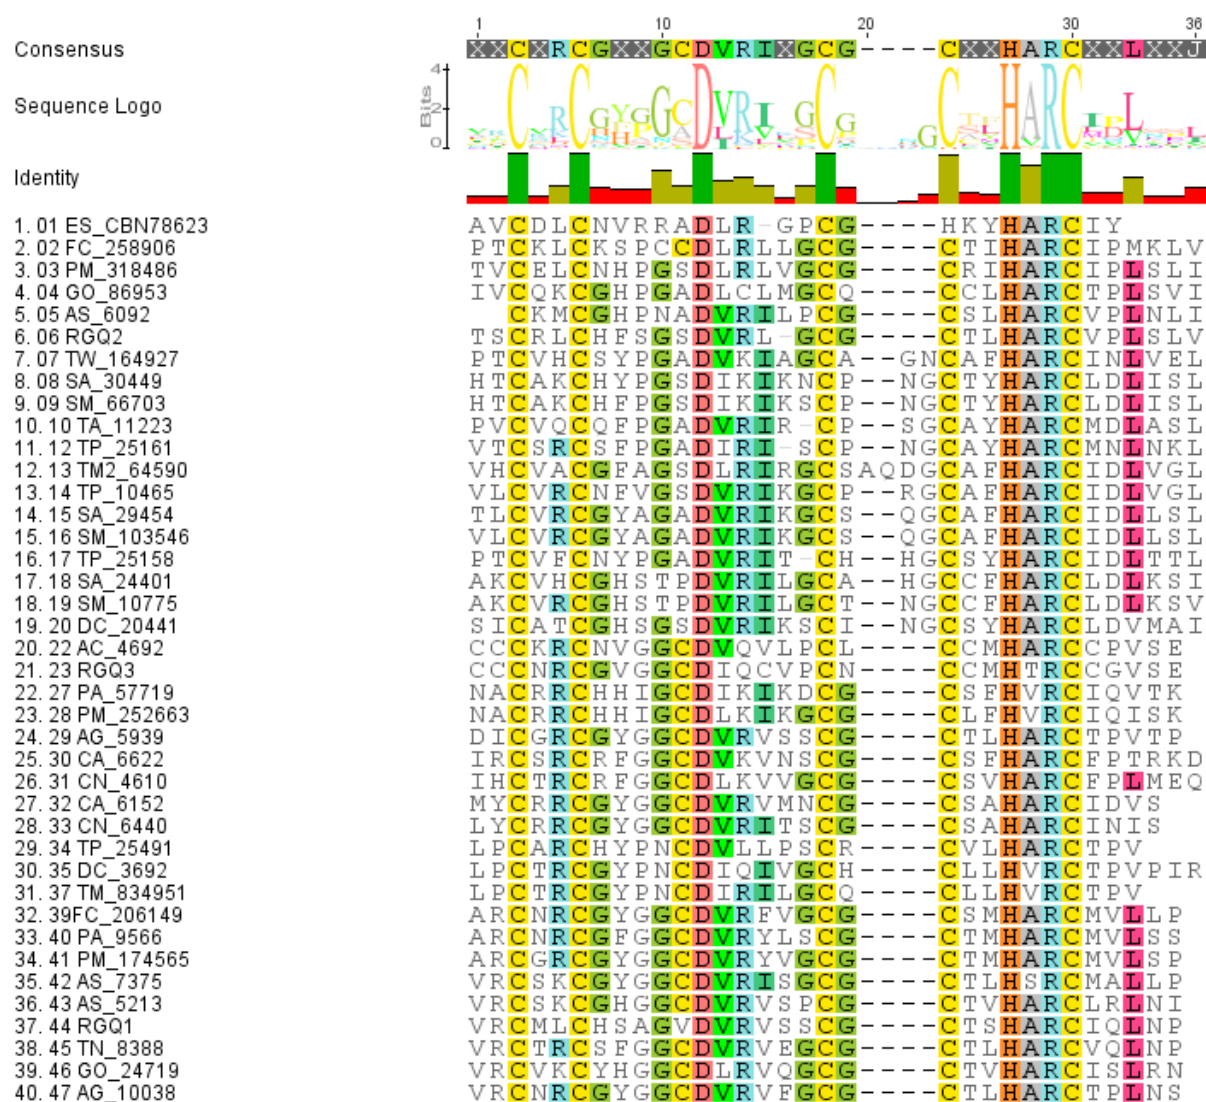 1 10 20 30 36
Consensus XXCXRCGXXGCDVRIXGCG----CXXHARCXXLXXJ
Sequence Logo
Bits
4
2
0
Identity
1. 01 ES_CBN78623 AVCDLCNVRRADLR-GPCG----HKYHARCIY
2. 02 FC_258906 PTCKLCKSPCCDLRLLGCG----CTIHARCIPMKLV
3. 03 PM_318486 TVCELCNHPGSDLRLVGCG----CRIHARCIPLSLI
4. 04 GO_86953 IVCQKCGHPGADLCLMGCQ----CCLHARCTPLSVI
5. 05 AS_6092 CKMCGHPNADVRILPCG----CSLHARCVPLNLI
6. 06 RGQ2 TSCRLCHFSGSDVRL-GCG----CTLHARCVPLSLV
7. 07 TW_164927 PTCVHCSYPGADVKIAGCA--GNCAFHARCINLVEL
8. 08 SA_30449 HTCAKCHYPGSDIKIKNCP--NGCTYHARCLDLISL
9. 09 SM_66703 HTCAKCHFPGSDIKIKSCP--NGCTYHARCLDLISL
10. 10 TA_11223 PVCVQCQFPGADVRIR-CP--SGCAYHARCMDLASL
11. 12 TP_25161 VTCSRCSFPGADIRI-SCP--NGCAYHARCMNLNKL
12. 13 TM2_64590 VHCVACGFAGSDLRIRGCSAQDGCAFHARCIDLVGL
13. 14 TP_10465 VLCVRCNFVGSDVRIKGCP--RGCAFHARCIDLVGL
14. 15 SA_29454 TLCVRCGYAGADVRIKGCS--QGCAFHARCIDLLSL
15. 16 SM_103546 VLCVRCGYAGADVRIKGCS--QGCAFHARCIDLLSL
16. 17 TP_25158 PTCVFCNYPGADVRIT-CH--HGCSYHARCIDLTTL
17. 18 SA_24401 AKCVHCGHSTPDVRILGCA--HGCCFHARCLDLKSI
18. 19 SM_10775 AKCVRCGHSTPDVRILGCT--NGCCFHARCLDLKSV
19. 20 DC_20441 SICATCGHSGSDVRIKSCI--NGCSYHARCLDVMAI
20. 22 AC_4692 CCCKRCNVGGCDVQVLPCL----CCMHARCCPVSE
21. 23 RGQ3 CCCNRCGVGGCDIQCVPCN----CCMHTRCCGVSE
22. 27 PA_57719 NACRRCHHIGCDIKIKDCG----CSFHVRCIQVTK
23. 28 PM_252663 NACRRCHHIGCDLKIKGCG----CLFHVRCIQISK
24. 29 AG_5939 DICGRCGYGGCDVRVSSCG----CTLHARCTPVTP
25. 30 CA_6622 IRCSRCRFGGCDVKVNSCG----CSFHARCFPTRKD
26. 31 CN_4610 IHCTRCRFGGCDLKVVGCG----CSVHARCFPLMEQ
27. 32 CA_6152 MYCRRCGYGGCDVRVMNCG----CSAHARCIDVS
28. 33 CN_6440 LYCRRCGYGGCDVRITSCG----CSAHARCINIS
29. 34 TP_25491 LPCARCHYPNCDVLLPSCR----CVLHARCTPV
30. 35 DC_3692 LPCTRCGYPNCDIQIVGCH----CLLHVRCTPVPIR
31. 37 TM_834951 LPCTRCGYPNCDIRILGCQ----CLLHVRCTPV
32. 39FC_206149 ARCNRCGYGGCDVRFVGCG----CSMHARCMVLLP
33. 40 PA_9566 ARCNRCGFGGCDVRYLSCG----CTMHARCMVLSS
34. 41 PM_174565 ARCGRCGYGGCDVRYVGCG----CTMHARCMVLSP
35. 42 AS_7375 VRCSKCGYGGCDVRISGCG----CTLHSRCMALLP
36. 43 AS_5213 VRCSKCGHGGCDVRVSPCG----CTVHARCLRLNI
37. 44 RGQ1 VRCMLCHSAGVDVRVSSCG----CTSHARCIQLNP
38. 45 TN_8388 VRCTRCSFGGCDVRVEGCG----CTLHARCVQLNP
39. 46 GO_24719 VRCVKCYHGGCDLRVQGCG----CTVHARCISLRN
40. 47 AG_10038 VRCNRCGYGGCDVRVFGCG----CTLHARCTPLNS